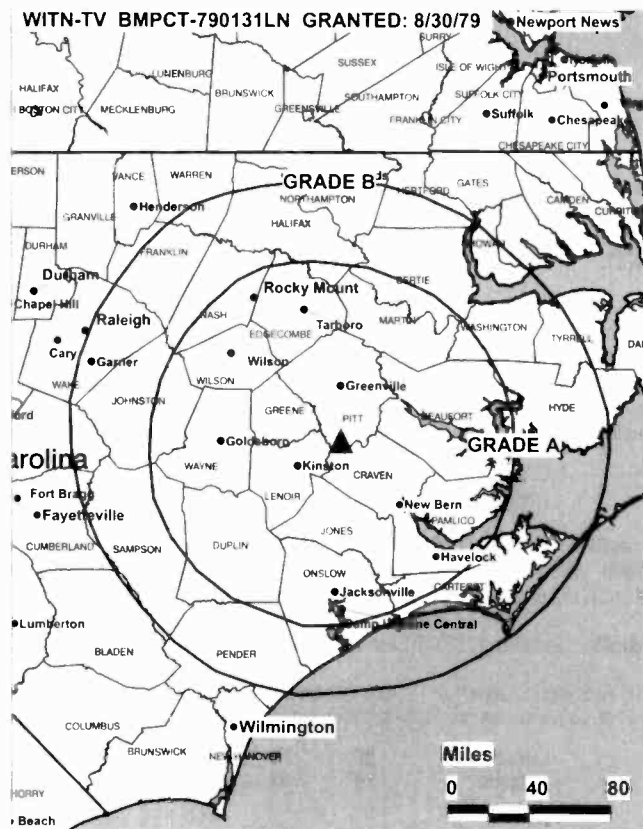 WITN-TV BMPCT-790131LN GRANTED: 8/30/79
Newport News
SURRY
SUSSEX
ISLE OF WIGHT
LUNENBURG
Portsmouth
HALIFAX
BRUNSWICK
SOUTHAMPTON
SUFFOLK CITY
MECKLENBURG
GREENSVILLE
FRANKLIN CITY
Suffolk
Chesapeake
CHESAPEAKE CITY
ERSON
VANCE
WARREN
GRADE B
HERTFORD
GATES
CAMDEN
GRANVILLE
Henderson
NORTHAMPTON
HALIFAX
FRANKLIN
DURHAM
Durham
BERTIE
Chapel Hill
Rocky Mount
NASH
Tarboro
MARTIN
WASHINGTON
TYRRELL
DA
Raleigh
EDGECOMBE
Cary
Garner
Wilson
WAKE
WILSON
Greenville
JOHNSTON
GREENE
PITT
BEAUFORT
HYDE
Goldsboro
GRADE A
arolina
WAYNE
Kinston
CRAVEN
Fort Bragg
LENOIR
New Bern
Fayetteville
PAMLICO
JONES
CUMBERLAND
SAMPSON
DUPLIN
Havelock
ONSLOW
CARTERET
Jacksonville
Lumberton
Central
BLADEN
PENDER
COLUMBUS
Wilmington
BRUNSWICK
NEW HANOVER
Miles
HORRY
0 40 80
Beach